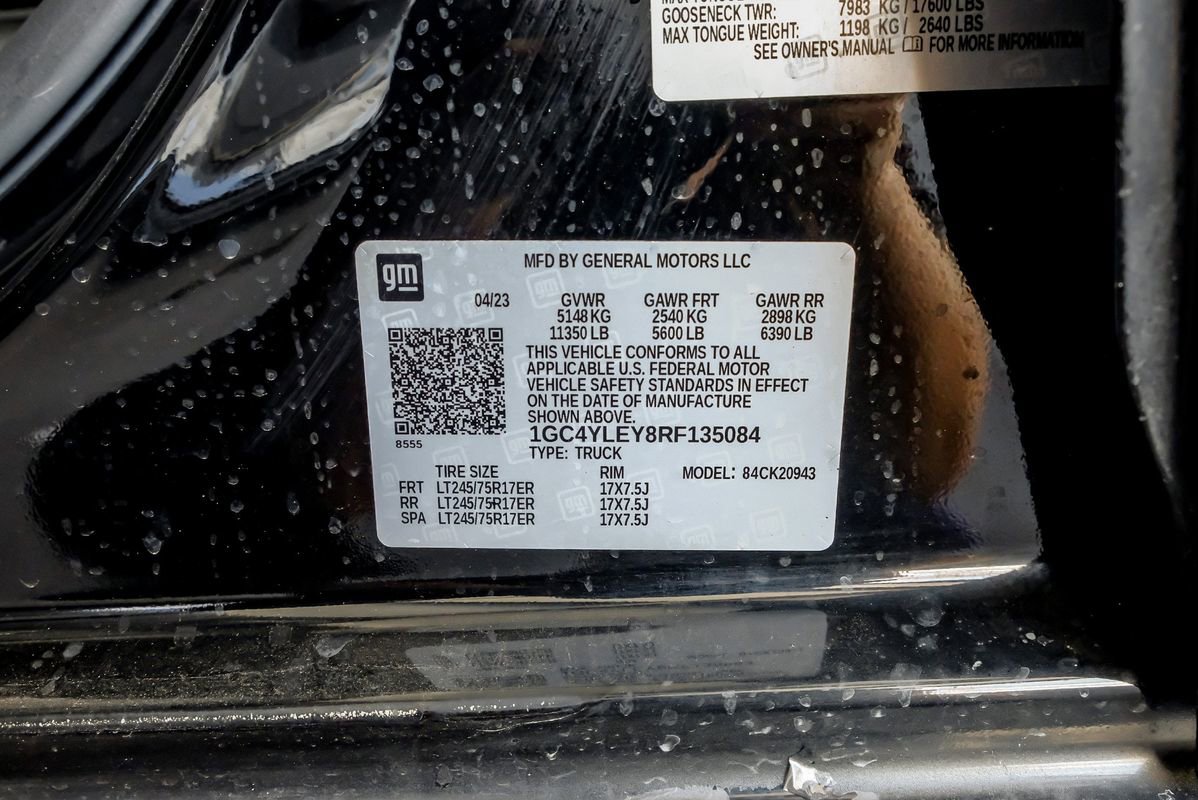 GOOSENECK TWR: 7983 KG / 17600 LBS
MAX TONGUE WEIGHT: 1198 KG / 2640 LBS
SEE OWNER'S MANUAL FOR MORE INFORMATION
gm
MFD BY GENERAL MOTORS LLC
04/23 GVWR GAWR FRT GAWR RR
5148 KG 2540 KG 2898 KG
11350 LB 5600 LB 6390 LB
THIS VEHICLE CONFORMS TO ALL
APPLICABLE U.S. FEDERAL MOTOR
VEHICLE SAFETY STANDARDS IN EFFECT
ON THE DATE OF MANUFACTURE
SHOWN ABOVE.
8555
1GC4YLEY8RF135084
TYPE: TRUCK
TIRE SIZE RIM MODEL: 84CK20943
FRT LT245/75R17ER 17X7.5J
RR LT245/75R17ER 17X7.5J
SPA LT245/75R17ER 17X7.5J